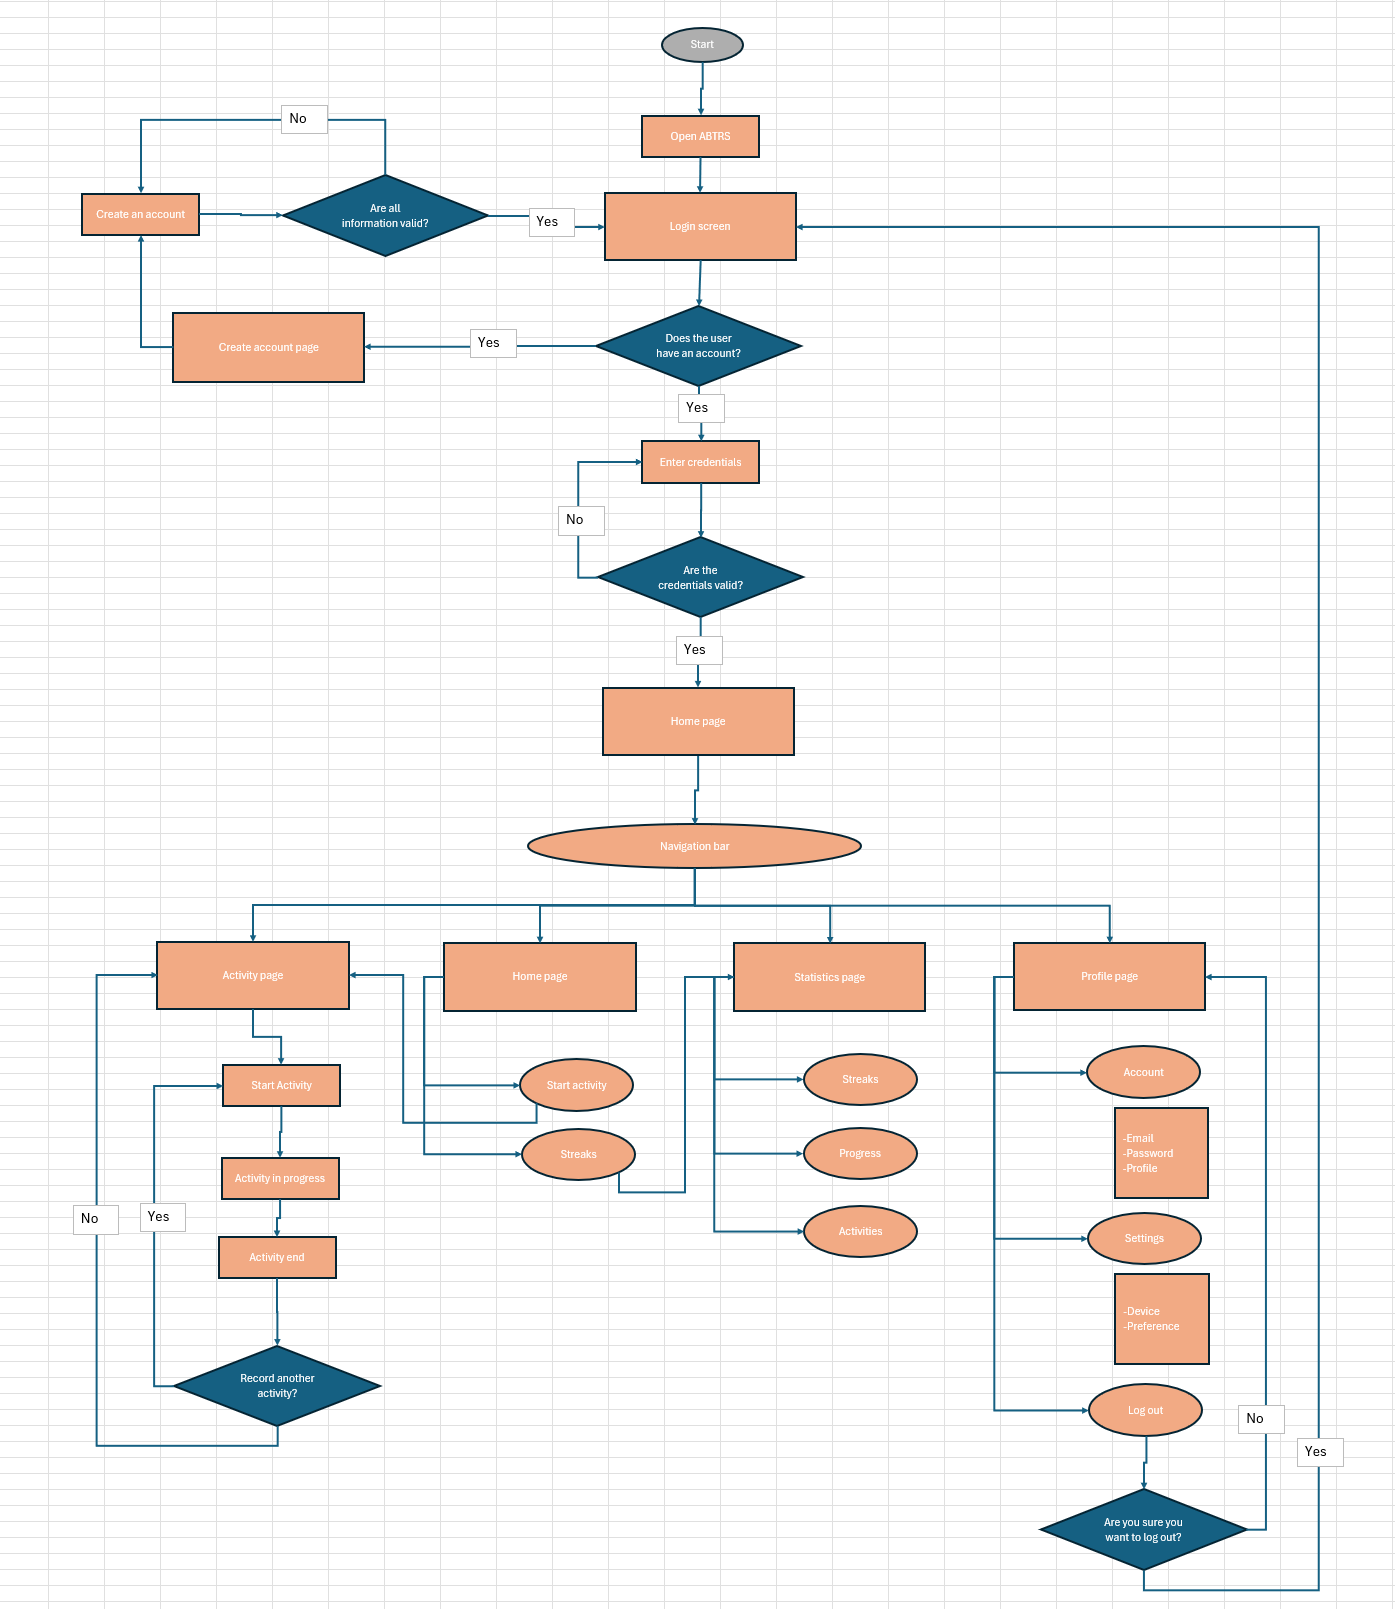 Start
Open ABTRS
No
Create an account
Are all
information valid?
Yes
Login screen
Create account page
Yes
Does the user
have an account?
Yes
Enter credentials
No
Are the
credentials valid?
Yes
Home page
Navigation bar
Activity page
Home page
Statistics page
Profile page
Start Activity
Start activity
Streaks
Account
Activity in progress
Streaks
Progress
-Email
-Password
-Profile
No
Yes
Activity end
Activities
Settings
-Device
-Preference
Record another
activity?
Log out
No
Yes
Are you sure you
want to log out?